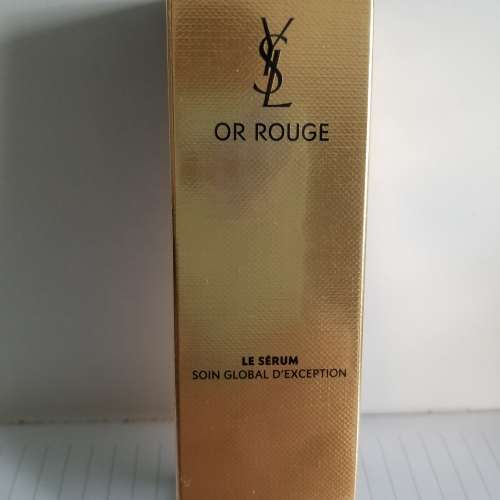 YSL
OR ROUGE
LE SÉRUM
SOIN GLOBAL D'EXCEPTION